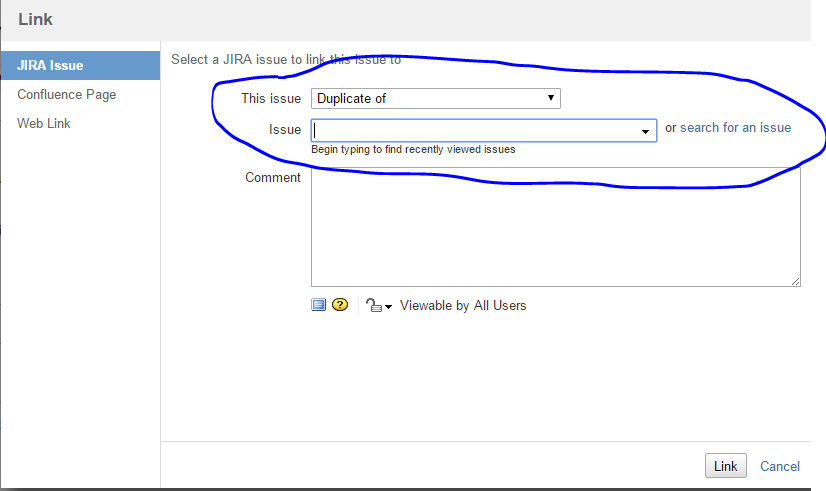 Link
JIRA Issue
Confluence Page
Web Link
Select a JIRA issue to link this issue to
This issue Duplicate of
Issue or search for an issue
Begin typing to find recently viewed issues
Comment
Viewable by All Users
Link Cancel